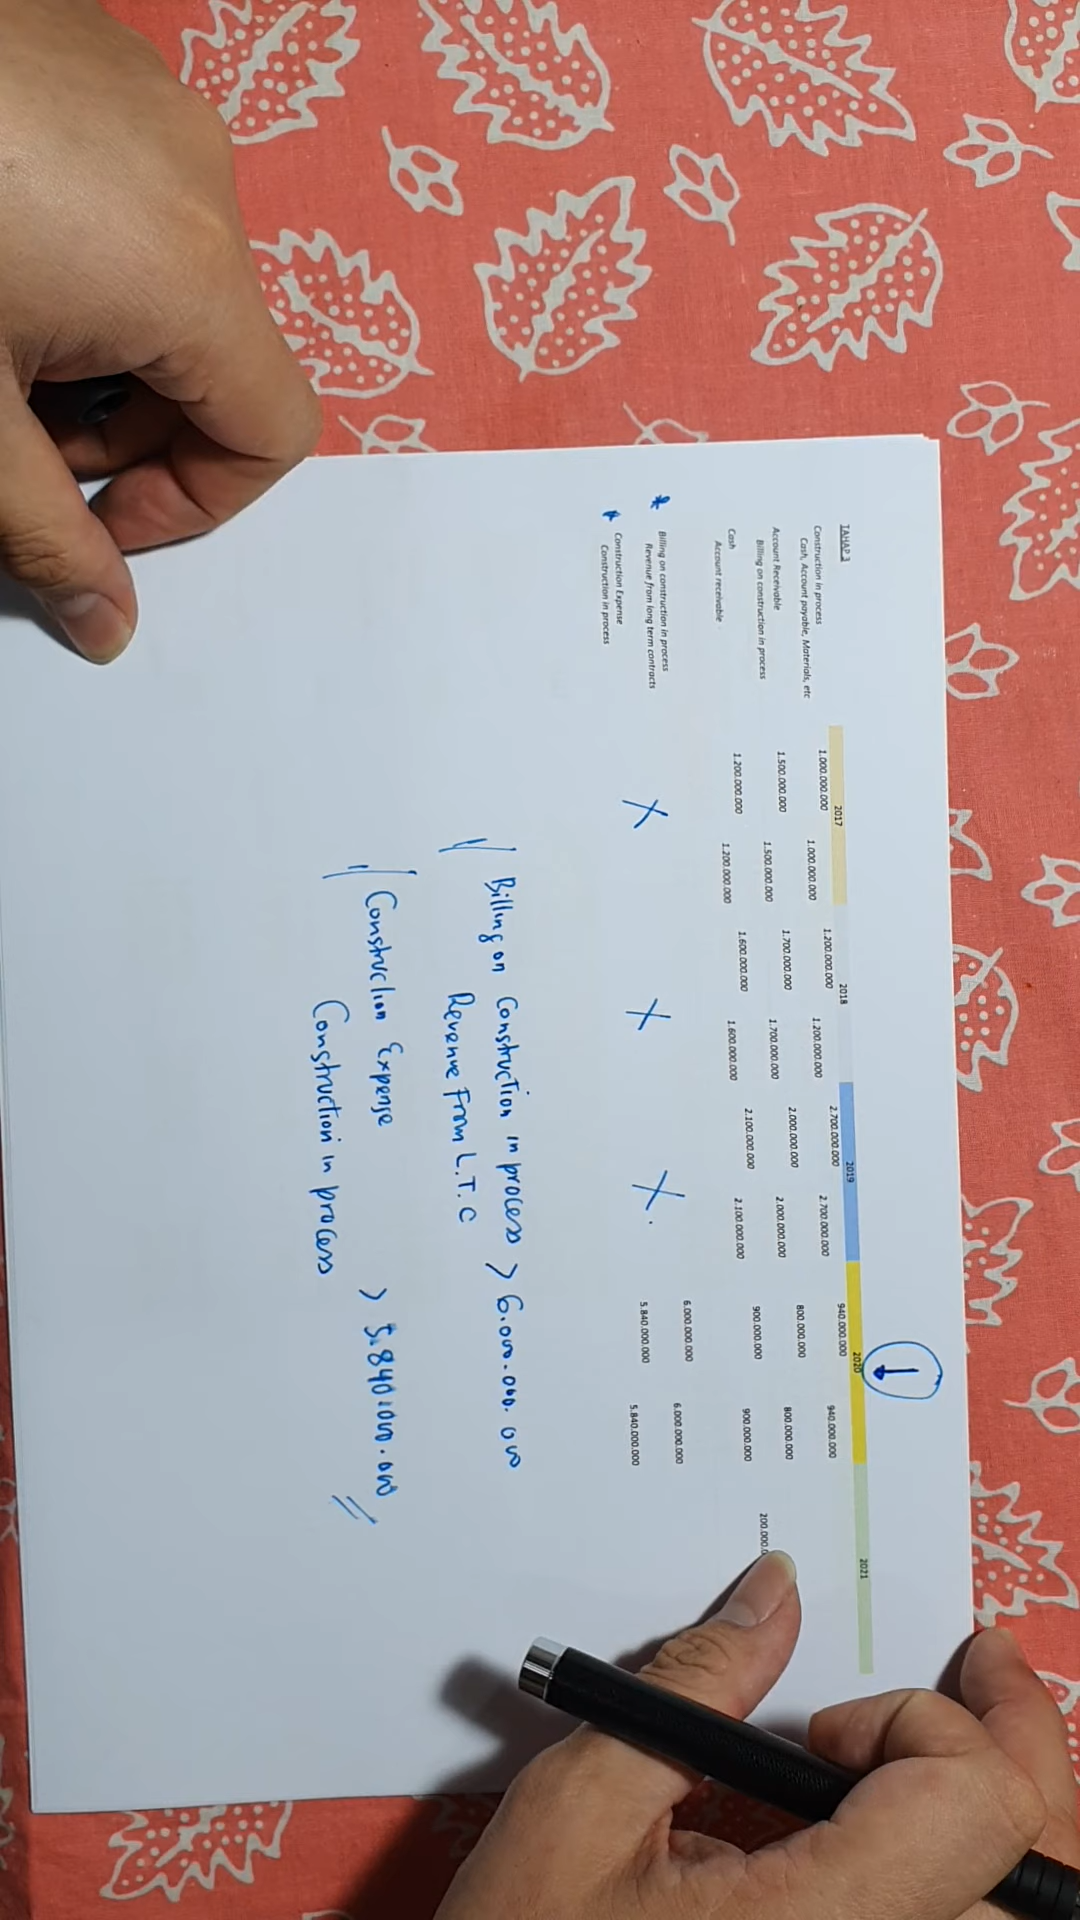 TAHAP 3
2017 2018 2019 2020 2021
Construction in process 1.000.000.000 1.200.000.000 2.700.000.000 940.000.000
Cash, Account payable, Materials, etc 1.000.000.000 1.200.000.000 2.700.000.000 940.000.000
Account Receivable 1.500.000.000 1.700.000.000 2.000.000.000 800.000.000
Billing on construction in process 1.500.000.000 1.700.000.000 2.000.000.000 800.000.000
Cash 1.200.000.000 1.600.000.000 2.100.000.000 900.000.000 200.000.0
Account receivable 1.200.000.000 1.600.000.000 2.100.000.000 900.000.000
Billing on construction in process 6.000.000.000
Revenue from long term contracts 6.000.000.000
Construction Expense 5.840.000.000
Construction in process 5.840.000.000
Billing on Construction in process > 6.000.000.000
Revenue From L.T.C
Construction Expense > 5.840.000.000
Construction in process